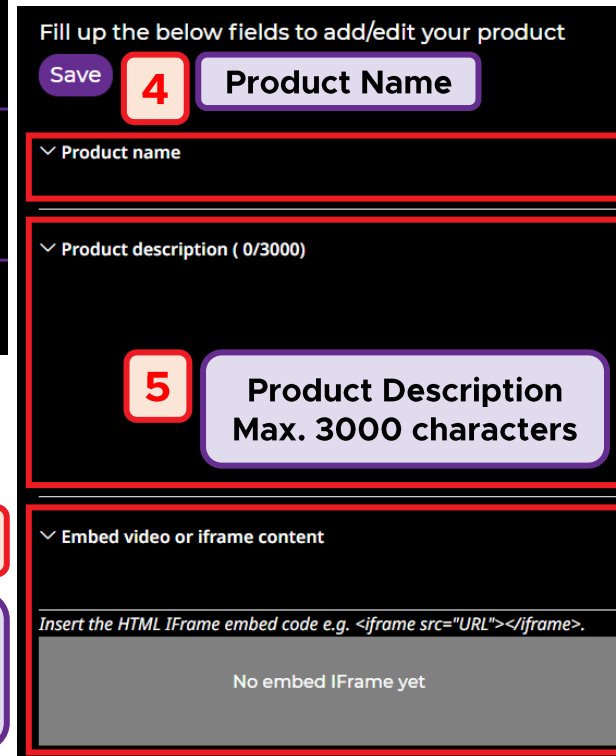 Fill up the below fields to add/edit your product
Save
4
Product Name
Product name
Product description ( 0/3000)
5
Product Description
Max. 3000 characters
Embed video or iframe content
Insert the HTML IFrame embed code e.g. <iframe src="URL"></iframe>.
No embed IFrame yet